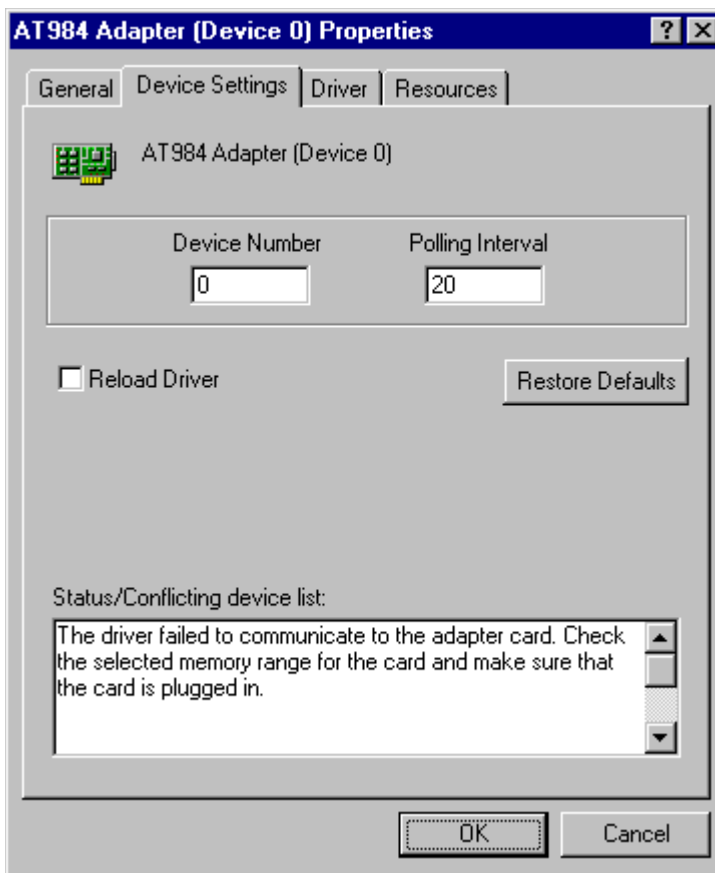 AT984 Adapter (Device 0) Properties
General Device Settings Driver Resources
AT984 Adapter (Device 0)
Device Number Polling Interval
0 20
Reload Driver Restore Defaults
Status/Conflicting device list:
The driver failed to communicate to the adapter card. Check
the selected memory range for the card and make sure that
the card is plugged in.
OK Cancel